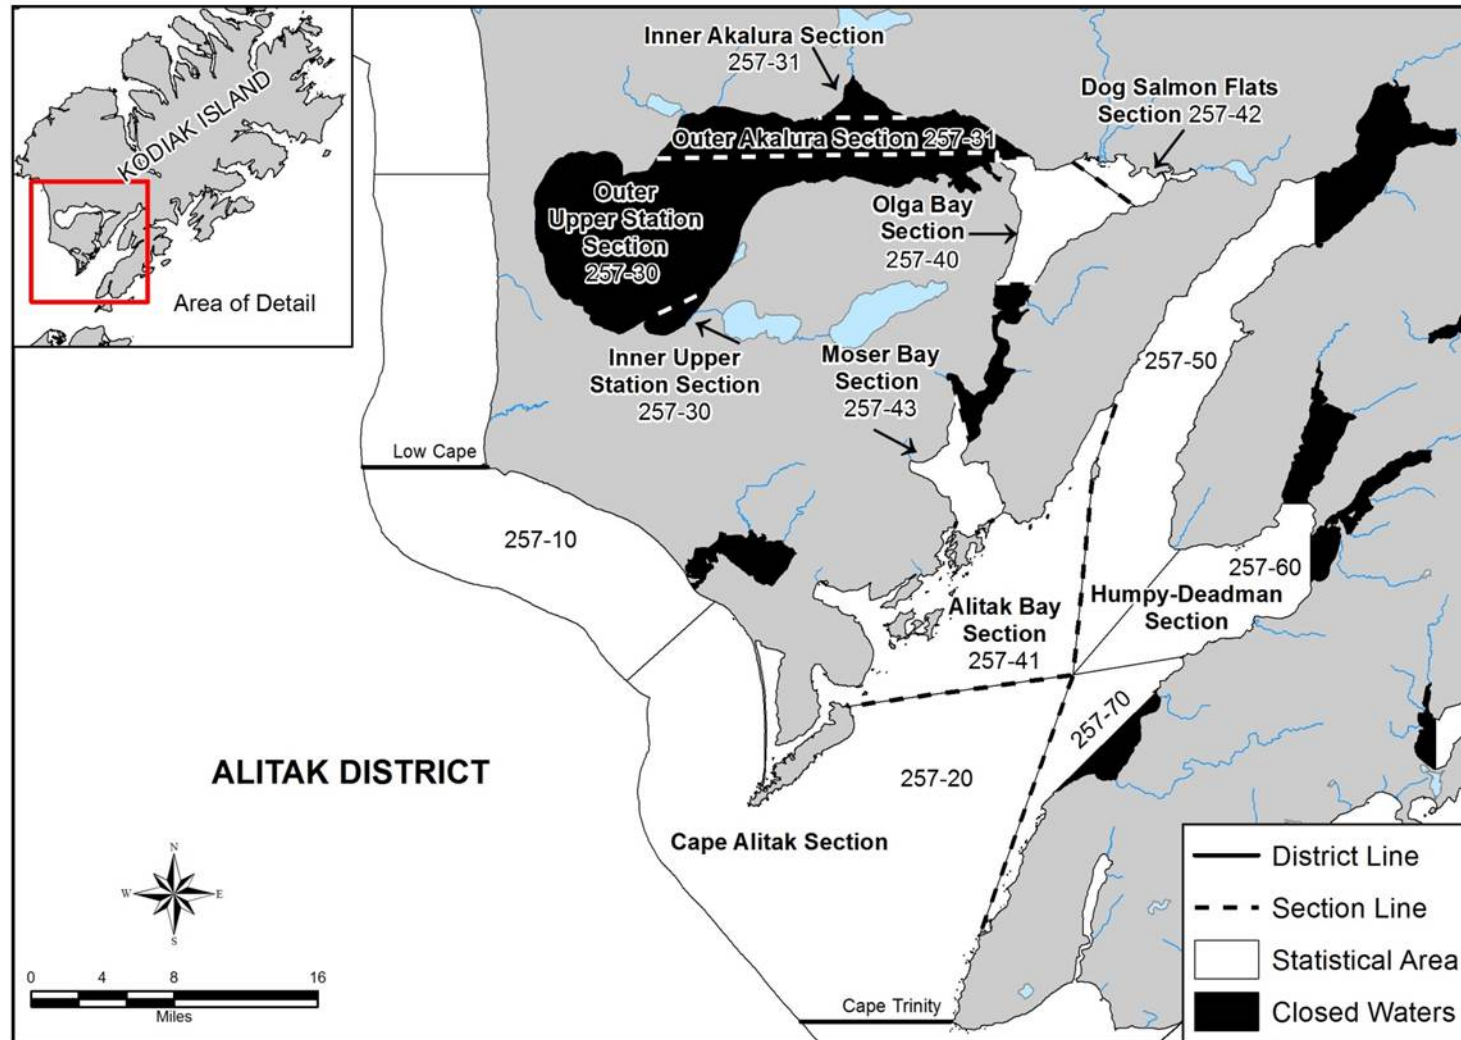 KODIAK ISLAND
Area of Detail
Inner Akalura Section
257-31
Dog Salmon Flats
Section 257-42
Outer Akalura Section 257-31
Outer
Upper Station
Section
257-30
Olga Bay
Section
257-40
Inner Upper
Station Section
257-30
Moser Bay
Section
257-43
257-50
Low Cape
257-10
257-60
Alitak Bay
Section
257-41
Humpy-Deadman
Section
257-70
257-20
ALITAK DISTRICT
Cape Alitak Section
N
W
E
S
0 4 8 16
Miles
Cape Trinity
District Line
Section Line
Statistical Area
Closed Waters